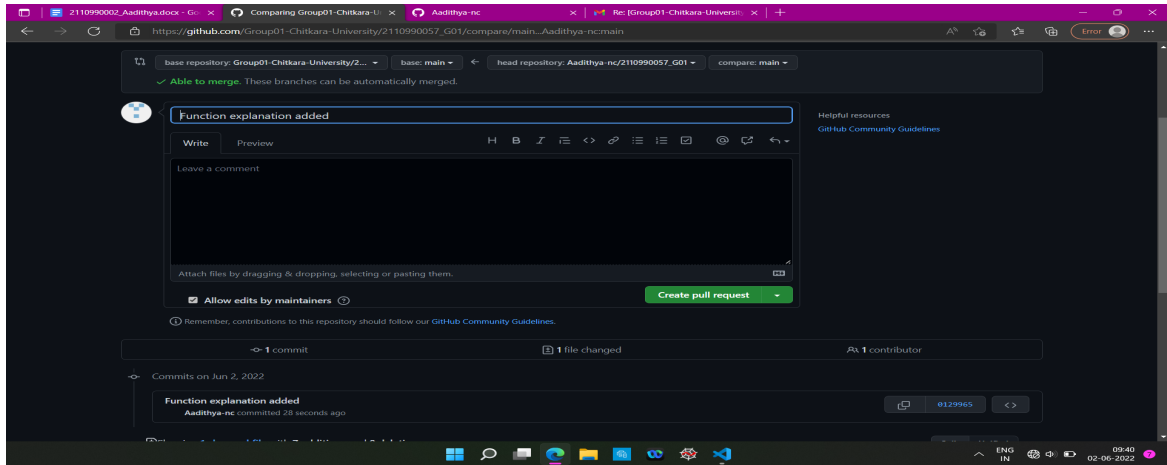 2110990002_Aadithya.docx - Go
Comparing Group01-Chitkara-U
Aadithya-nc
Re: [Group01-Chitkara-Universit
https://github.com/Group01-Chitkara-University/2110990057_G01/compare/main...Aadithya-nc:main
Error
base repository: Group01-Chitkara-University/2... base: main ← head repository: Aadithya-nc/2110990057_G01 compare: main
Able to merge. These branches can be automatically merged.
Function explanation added
Helpful resources
GitHub Community Guidelines
Write Preview
Leave a comment
Attach files by dragging & dropping, selecting or pasting them.
Allow edits by maintainers
Create pull request
Remember, contributions to this repository should follow our GitHub Community Guidelines.
1 commit 1 file changed 1 contributor
Commits on Jun 2, 2022
Function explanation added
Aadithya-nc committed 28 seconds ago
0129965
ENG
IN
09:40
02-06-2022
7